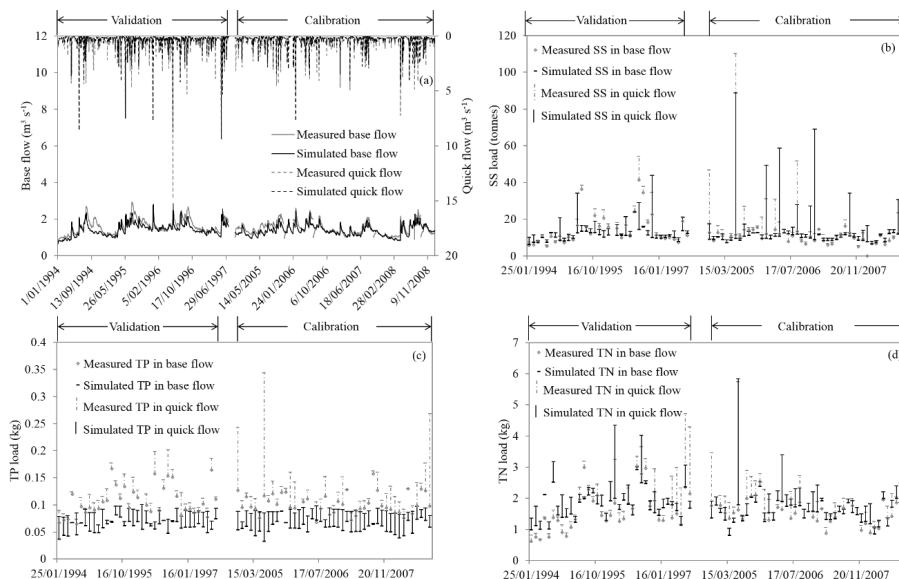 Validation
Calibration
12
10
8
6
4
2
0
0
5
10
15
20
Base flow (m³ s⁻¹)
Quick flow (m³ s⁻¹)
(a)
Measured base flow
Simulated base flow
Measured quick flow
Simulated quick flow
1/01/1994
13/09/1994
26/05/1995
5/02/1996
17/10/1996
29/06/1997
14/05/2005
24/01/2006
6/10/2006
18/06/2007
28/02/2008
9/11/2008
Validation
Calibration
(b)
120
100
80
60
40
20
0
SS load (tonnes)
Measured SS in base flow
Simulated SS in base flow
Measured SS in quick flow
Simulated SS in quick flow
25/01/1994
16/10/1995
16/01/1997
15/03/2005
17/07/2006
20/11/2007
Validation
Calibration
(c)
0.4
0.35
0.3
0.25
0.2
0.15
0.1
0.05
0
TP load (kg)
Measured TP in base flow
Simulated TP in base flow
Measured TP in quick flow
Simulated TP in quick flow
25/01/1994
16/10/1995
16/01/1997
15/03/2005
17/07/2006
20/11/2007
Validation
Calibration
(d)
7
6
5
4
3
2
1
0
TN load (kg)
Measured TN in base flow
Simulated TN in base flow
Measured TN in quick flow
Simulated TN in quick flow
25/01/1994
16/10/1995
16/01/1997
15/03/2005
17/07/2006
20/11/2007